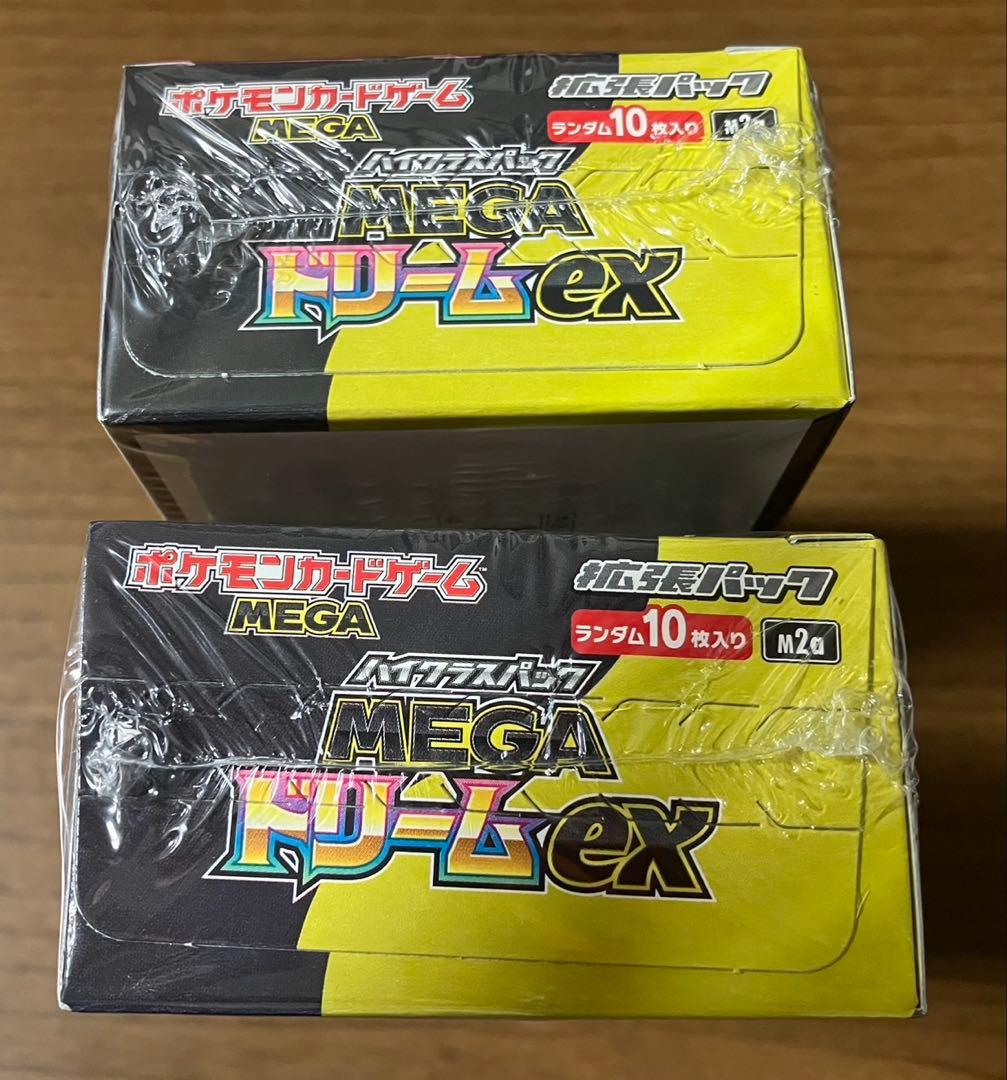 ポケモンカードゲーム
MEGA
拡張パック
ランダム10枚入り M2a
ハイクラスパック
MEGA
ドリームex
ポケモンカードゲーム™
MEGA
拡張パック
ランダム10枚入り M2a
ハイクラスパック
MEGA
ドリームex